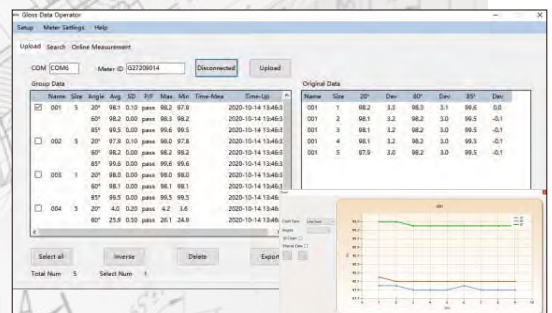 Gloss Data Operator
Setup Meter Settings Help
Upload Search Online Measurement
COM COM6 Meter ID G27209014 Disconnected Upload
Group Data
Name Size Angle Avg SD P/F Max Min Time-Mea Time-Up
001 5 20° 98.1 0.10 pass 98.2 97.9 2020-10-14 13:46:3
60° 98.2 0.00 pass 98.3 98.2 2020-10-14 13:46:
85° 99.5 0.00 pass 99.6 99.5 2020-10-14 13:46:
002 5 20° 97.9 0.10 pass 98.0 97.8 2020-10-14 13:46:3
60° 98.2 0.00 pass 98.2 98.2 2020-10-14 13:46:
85° 99.6 0.00 pass 99.6 99.6 2020-10-14 13:46:
003 1 20° 98.0 0.00 pass 98.0 98.0 2020-10-14 13:46:3
60° 98.1 0.00 pass 98.1 98.1 2020-10-14 13:46:
85° 99.5 0.00 pass 99.5 99.5 2020-10-14 13:46:
004 5 20° 4.0 0.20 pass 4.2 3.6 2020-10-14 13:46:3
60° 25.9 0.50 pass 26.1 24.9 2020-10-14 13:46:
Select all Inverse Delete Export
Total Num 5 Select Num 1
Original Data
Name Size 20° Dev 60° Dev 85° Dev
001 1 98.2 3.3 98.3 3.1 99.6 0.0
001 2 98.1 3.2 98.2 3.0 99.5 -0.1
001 3 98.1 3.2 98.2 3.0 99.5 -0.1
001 4 98.1 3.2 98.2 3.0 99.5 -0.1
001 5 97.9 3.0 98.2 3.0 99.5 -0.1
001
0 1 2 3 4 5 6 7 8 9 10